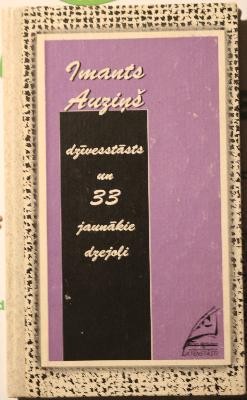 Imants
Auziņš
dzīvesstāsts
un
33
jaunākie
dzejoļi